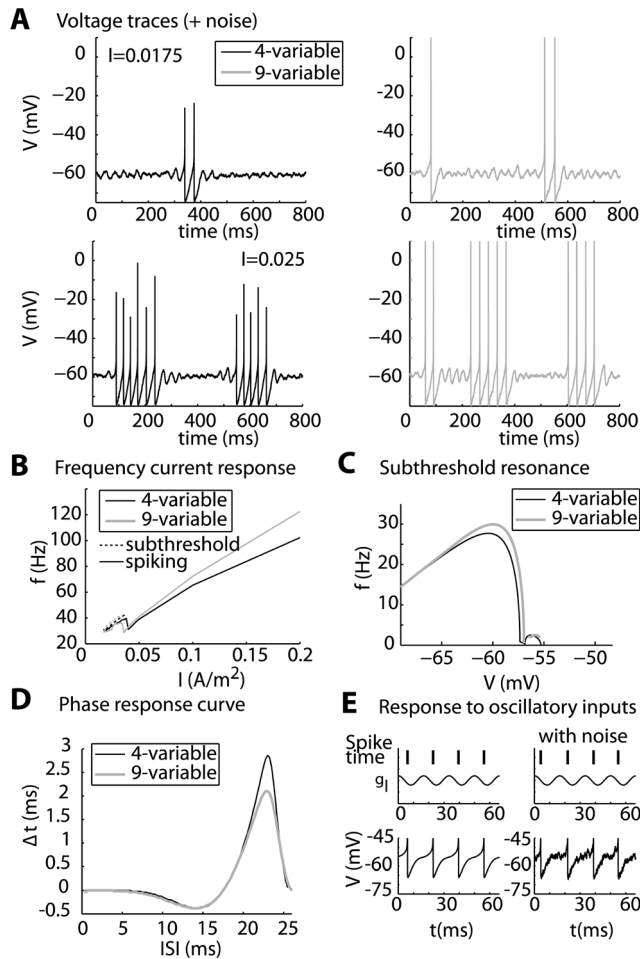 A Voltage traces (+ noise)
I=0.0175
4-variable
9-variable
V (mV)
0
−20
−40
−60
0 200 400 600 800
time (ms)
0
−20
−40
-60
0 200 400 600 800
time (ms)
I=0.025
V (mV)
0
−20
−40
−60
0 200 400 600 800
time (ms)
0
−20
−40
−60
0 200 400 600 800
time (ms)
B Frequency current response
4-variable
9-variable
subthreshold
spiking
f (Hz)
120
100
80
60
40
20
0.05 0.1 0.15 0.2
I (A/m²)
C Subthreshold resonance
4-variable
9-variable
f (Hz)
30
20
10
0
−65 −60 −55 −50
V (mV)
D Phase response curve
4-variable
9-variable
Δt (ms)
3
2.5
2
1.5
1
0.5
0
-0.5
0 5 10 15 20 25
ISI (ms)
E Response to oscillatory inputs
with noise
Spike
time
gI
0 30 60
0 30 60
V (mV)
-45
-60
-75
0 30 60
t(ms)
-45
-60
-75
0 30 60
t(ms)